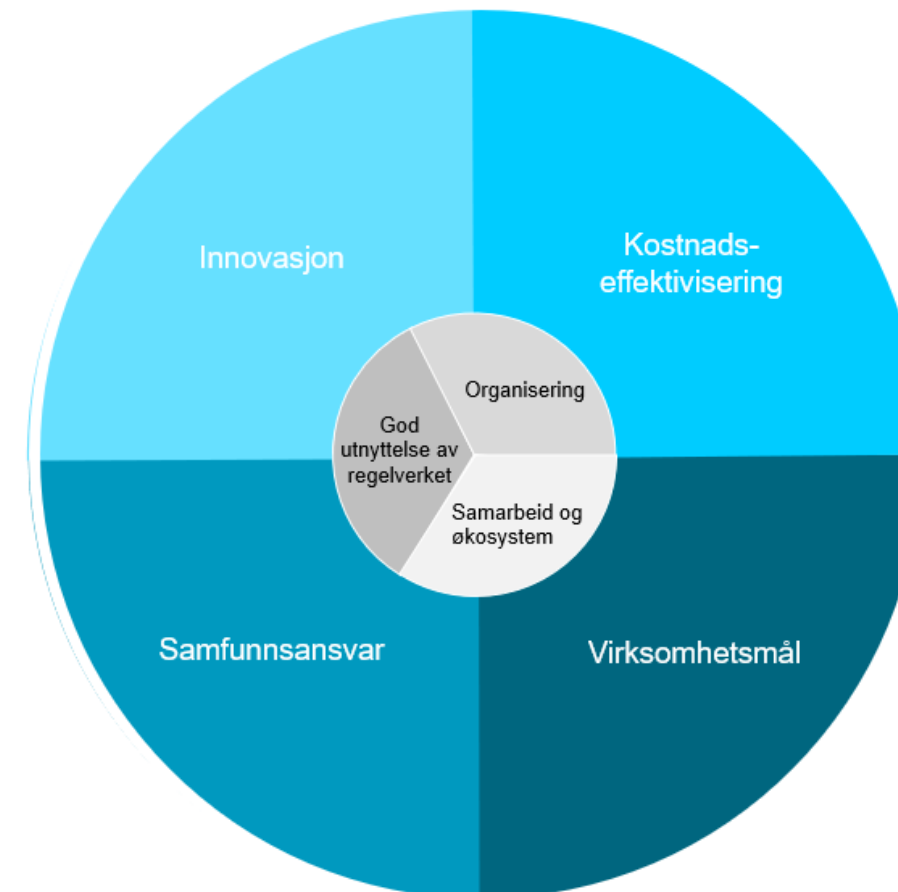 Innovasjon
Kostnads-
effektivisering
Organisering
God
utnyttelse av
regelverket
Samarbeid og
økosystem
Samfunnsansvar
Virksomhetsmål